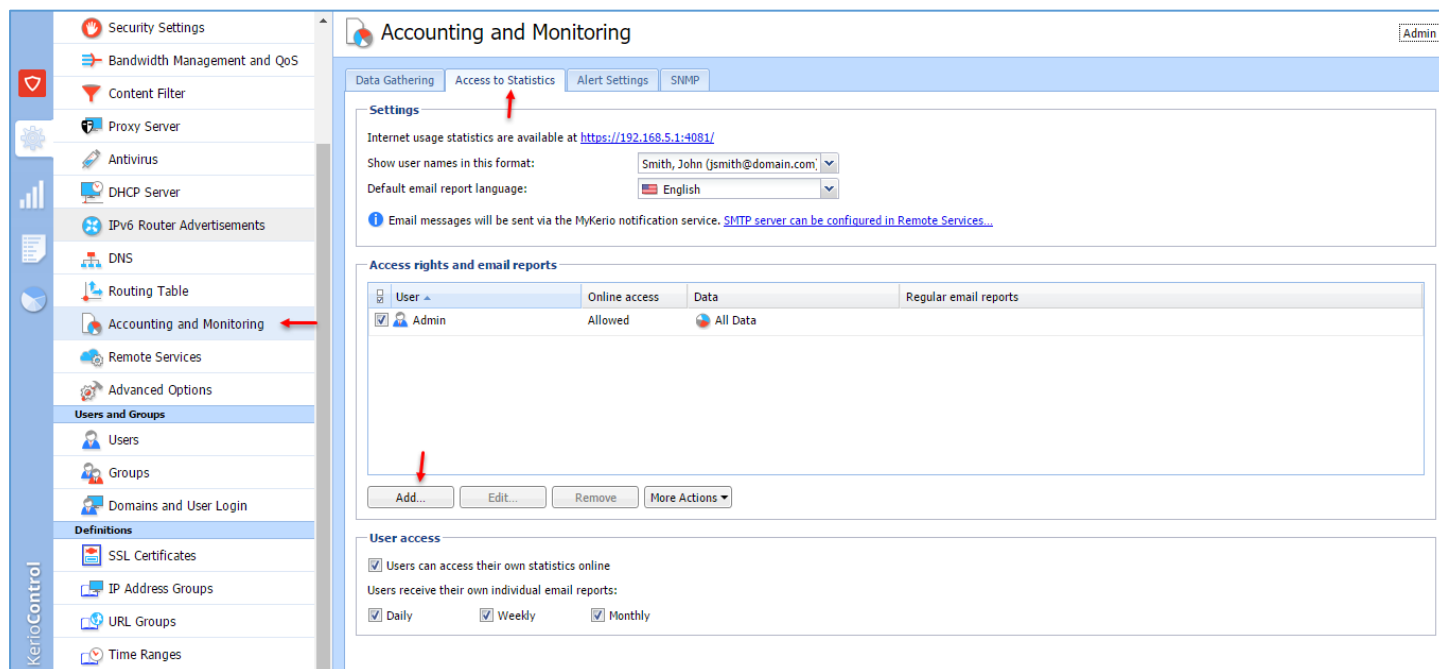 Security Settings
Bandwidth Management and QoS
Content Filter
Proxy Server
Antivirus
DHCP Server
IPv6 Router Advertisements
DNS
Routing Table
Accounting and Monitoring
Remote Services
Advanced Options
Users and Groups
Users
Groups
Domains and User Login
Definitions
SSL Certificates
IP Address Groups
URL Groups
Time Ranges
KerioControl
Accounting and Monitoring
Admin
Data Gathering Access to Statistics Alert Settings SNMP
Settings
Internet usage statistics are available at https://192.168.5.1:4081/
Show user names in this format: Smith, John (jsmith@domain.com)
Default email report language: English
Email messages will be sent via the MyKerio notification service. SMTP server can be configured in Remote Services...
Access rights and email reports
User Online access Data Regular email reports
Admin Allowed All Data
Add... Edit... Remove More Actions
User access
Users can access their own statistics online
Users receive their own individual email reports:
Daily Weekly Monthly